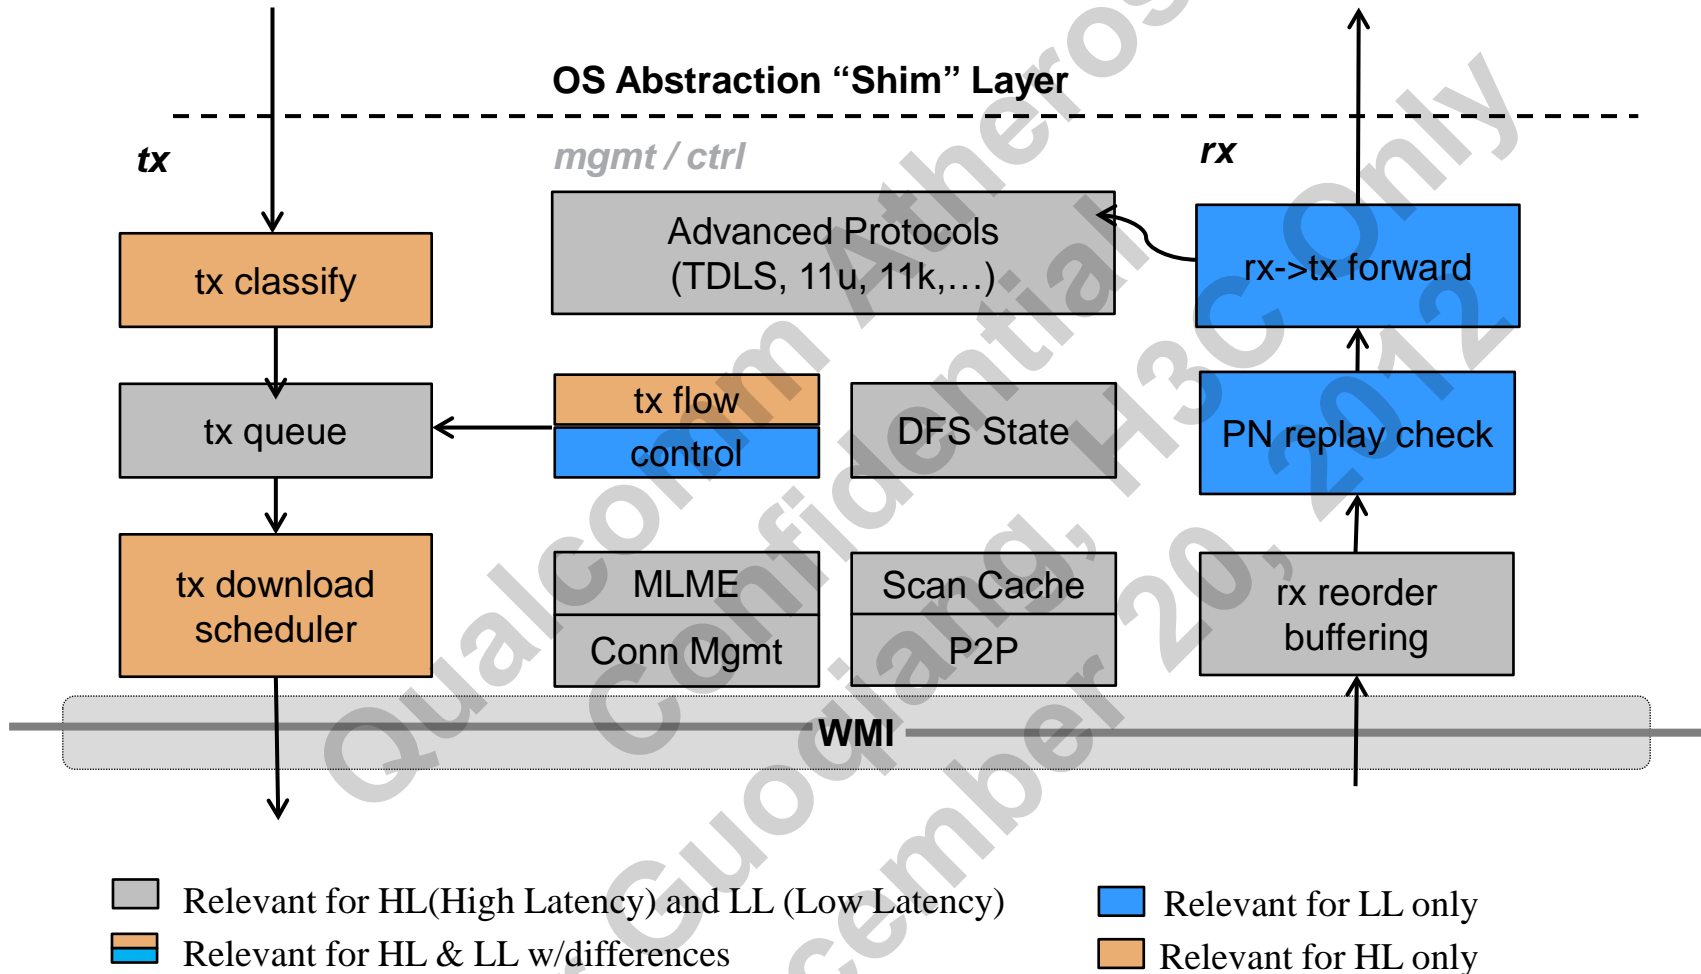 OS Abstraction “Shim” Layer
tx
mgmt / ctrl
rx
Advanced Protocols
(TDLS, 11u, 11k,…)
tx classify
rx->tx forward
tx queue
tx flow
control
DFS State
PN replay check
tx download
scheduler
MLME
Conn Mgmt
Scan Cache
P2P
rx reorder
buffering
WMI
Relevant for HL(High Latency) and LL (Low Latency)
Relevant for LL only
Relevant for HL & LL w/differences
Relevant for HL only
Qualcomm Atheros
Confidential
Guoqiang, H3C Only
cember 20, 2012